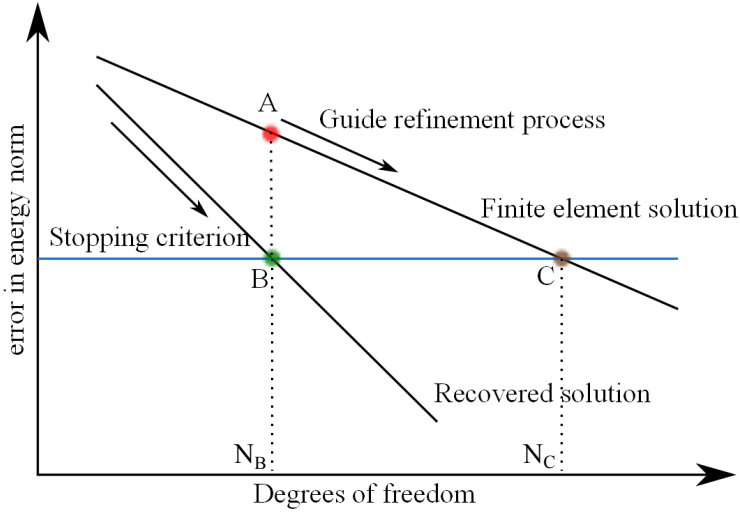 A
Guide refinement process
Finite element solution
Stopping criterion
B
C
error in energy norm
Recovered solution
N_B
N_C
Degrees of freedom